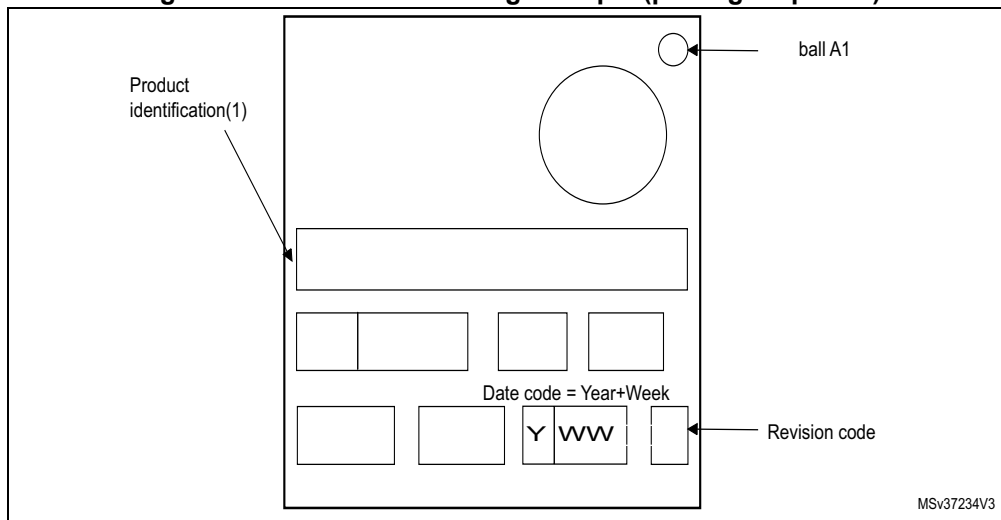 ball A1
Product
identification(1)
Date code = Year+Week
Y WW
Revision code
MSv37234V3